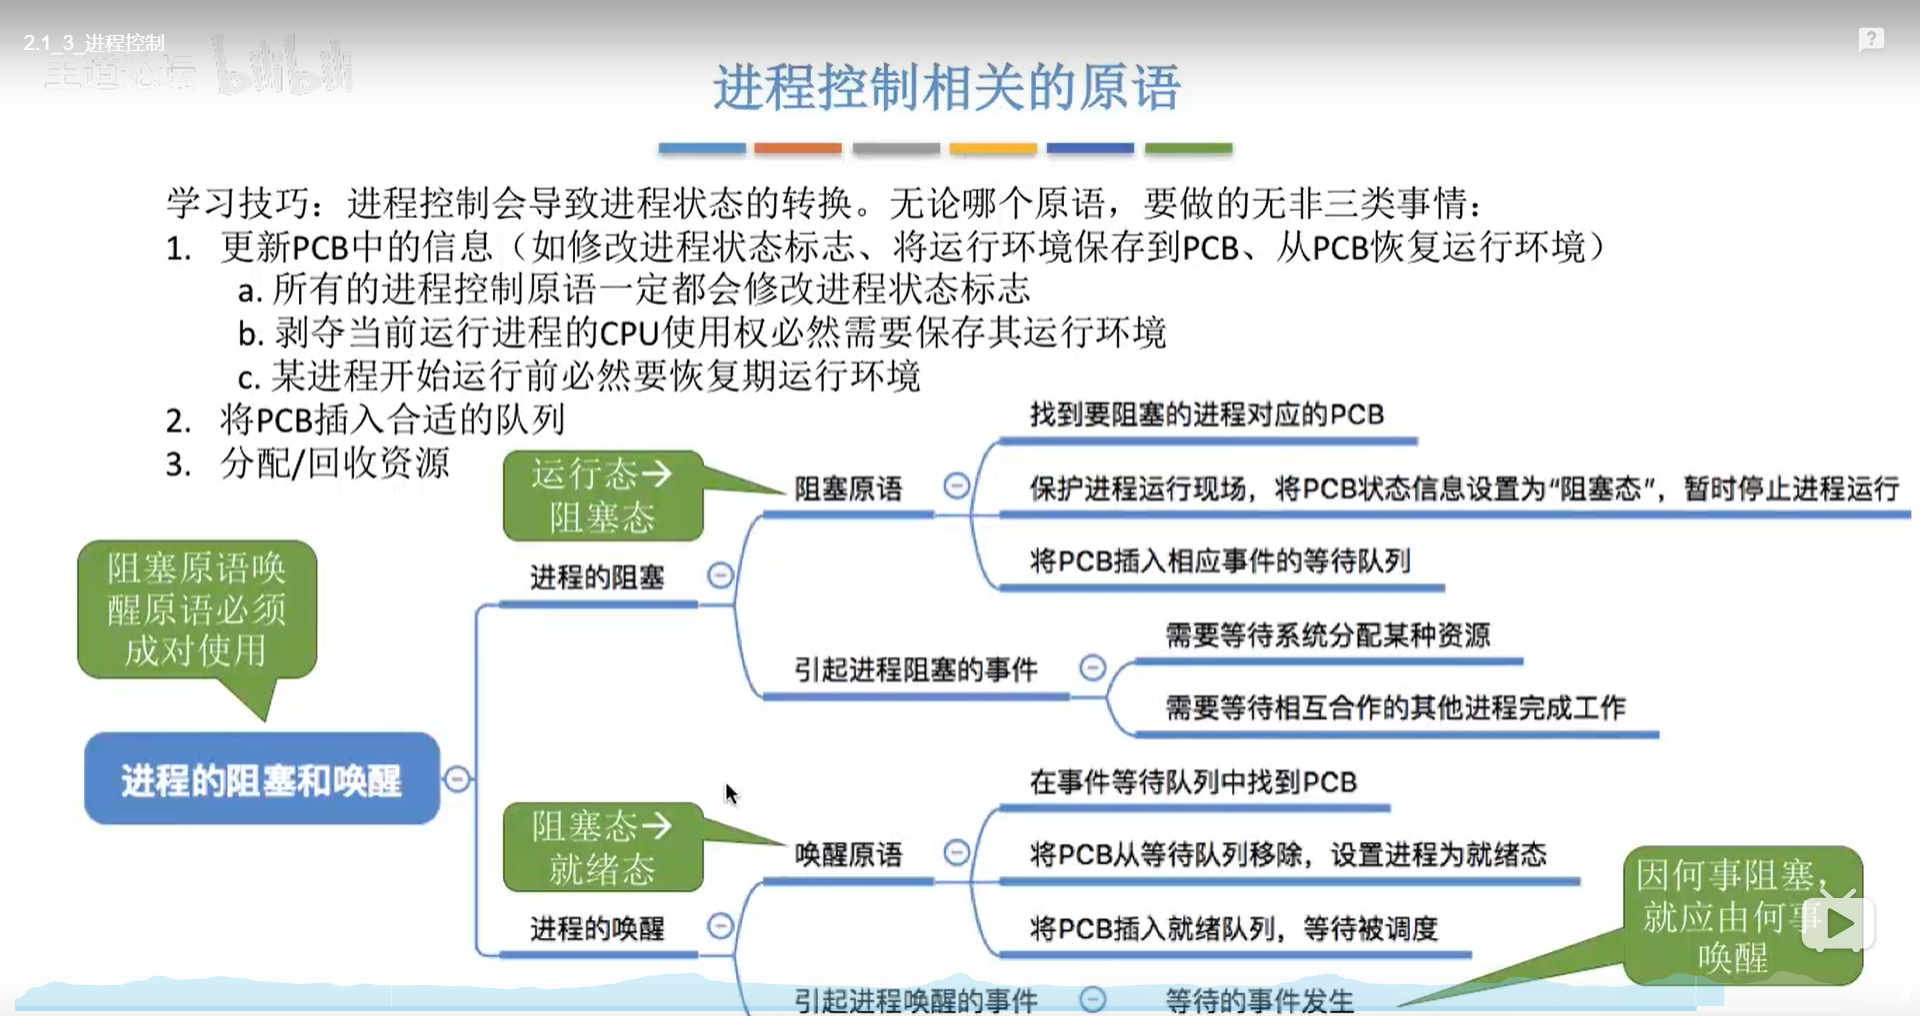 2.1_3_进程控制
王道论坛 bilibili
进程控制相关的原语
学习技巧：进程控制会导致进程状态的转换。无论哪个原语，要做的无非三类事情：
1. 更新PCB中的信息（如修改进程状态标志、将运行环境保存到PCB、从PCB恢复运行环境）
a. 所有的进程控制原语一定都会修改进程状态标志
b. 剥夺当前运行进程的CPU使用权必然需要保存其运行环境
c. 某进程开始运行前必然要恢复期运行环境
2. 将PCB插入合适的队列
3. 分配/回收资源
阻塞原语唤
醒原语必须
成对使用
进程的阻塞和唤醒
进程的阻塞
运行态→
阻塞态
阻塞原语
找到要阻塞的进程对应的PCB
保护进程运行现场，将PCB状态信息设置为“阻塞态”，暂时停止进程运行
将PCB插入相应事件的等待队列
引起进程阻塞的事件
需要等待系统分配某种资源
需要等待相互合作的其他进程完成工作
进程的唤醒
阻塞态→
就绪态
唤醒原语
在事件等待队列中找到PCB
将PCB从等待队列移除，设置进程为就绪态
将PCB插入就绪队列，等待被调度
引起进程唤醒的事件
等待的事件发生
因何事阻塞，
就应由何事
唤醒